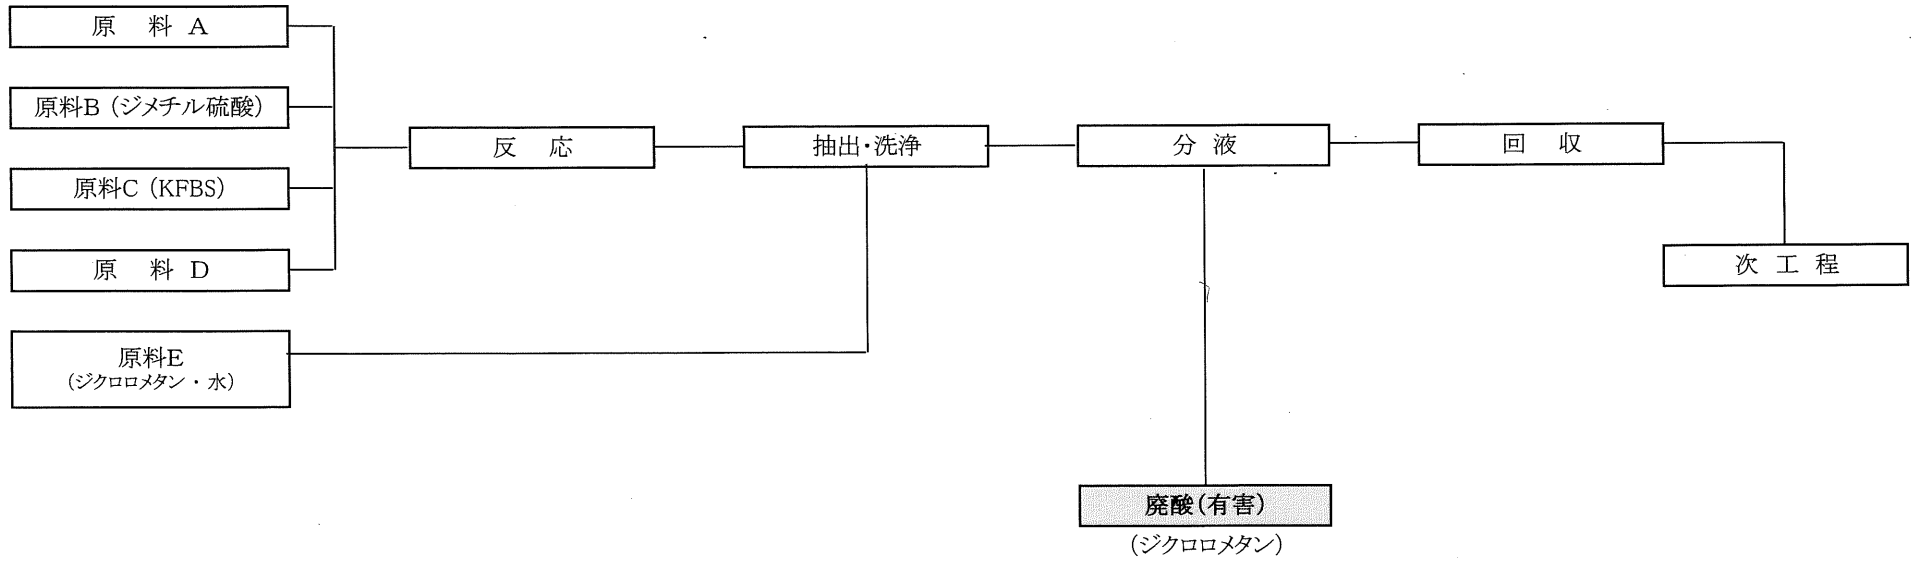 原 料 A
原料B（ジメチル硫酸）
原料C（KFBS）
原 料 D
原料E
（ジクロロメタン・水）
反 応
抽出・洗浄
分 液
回 収
次 工 程
廃酸（有害）
（ジクロロメタン）